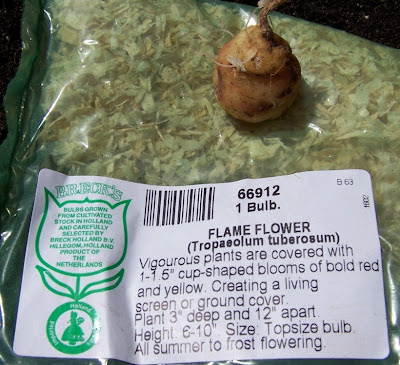 BRECK'S
BULBS GROWN
FROM CULTIVATED
STOCK IN HOLLAND
AND CAREFULLY
SELECTED BY
BRECK HOLLAND B.V.
HILLEGOM, HOLLAND
PRODUCT OF
THE
NETHERLANDS
Holland
66912
1 Bulb.
B 63
FLAME FLOWER
(Tropaeolum tuberosum)
Vigourous plants are covered with
1-1.5" cup-shaped blooms of bold red
and yellow. Creating a living
screen or ground cover.
Plant 3" deep and 12" apart.
Height: 6-10". Size: Topsize bulb.
All summer to frost flowering.